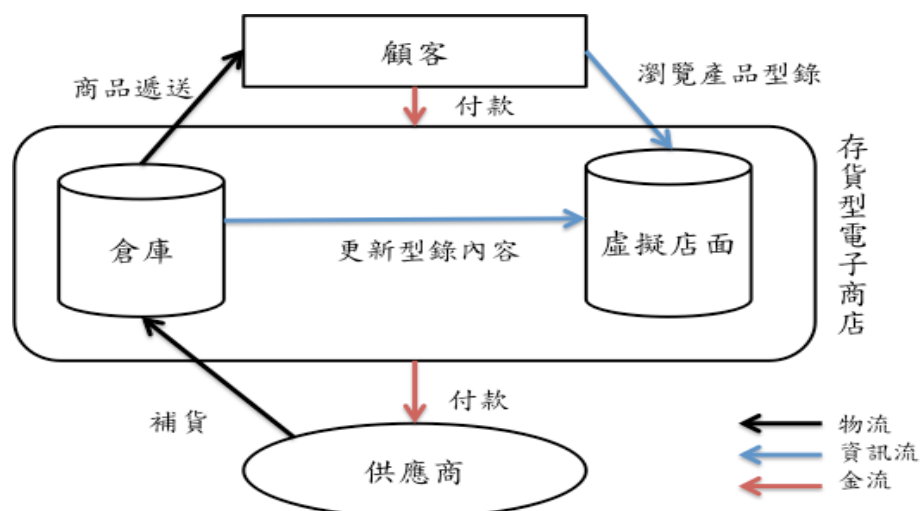 顧客
商品遞送
瀏覽產品型錄
付款
存貨型電子商店
倉庫
更新型錄內容
虛擬店面
補貨
付款
供應商
物流
資訊流
金流